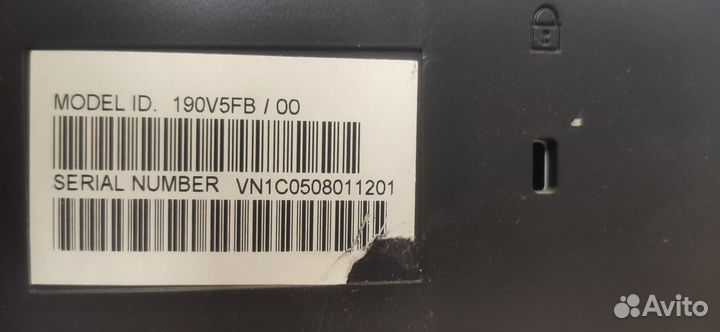 MODEL ID. 190V5FB / 00
SERIAL NUMBER VN1C0508011201
Avito